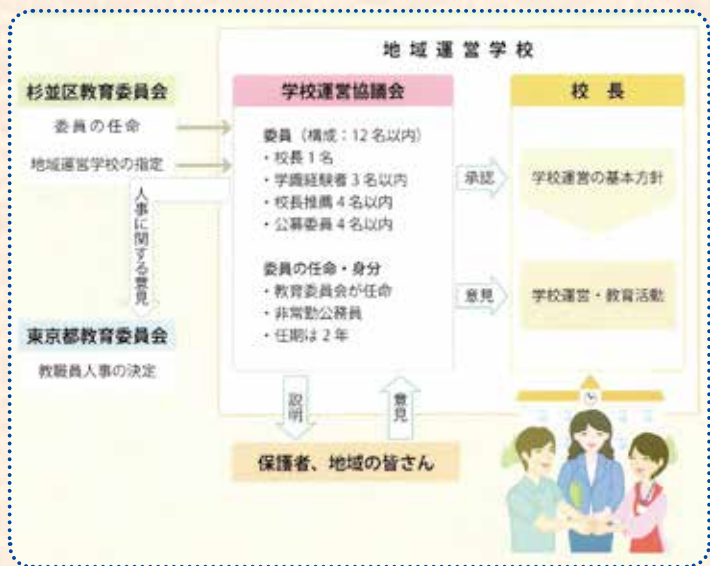 地域運営学校
杉並区教育委員会
委員の任命
地域運営学校の指定
人事に関する意見
東京都教育委員会
教職員人事の決定
学校運営協議会
委員（構成：12名以内）
・校長1名
・学識経験者3名以内
・校長推薦4名以内
・公募委員4名以内
委員の任命・身分
・教育委員会が任命
・非常勤公務員
・任期は2年
承認
意見
校長
学校運営の基本方針
学校運営・教育活動
説明
意見
保護者、地域の皆さん